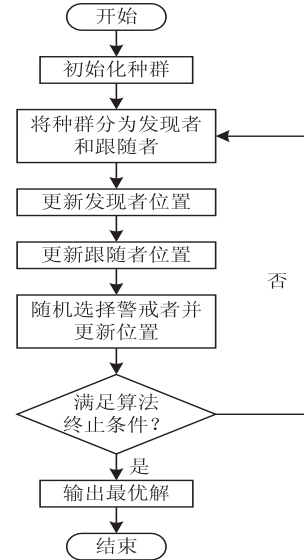 开始
初始化种群
将种群分为发现者
和跟随者
更新发现者位置
更新跟随者位置
否
随机选择警戒者并
更新位置
满足算法
终止条件？
是
输出最优解
结束